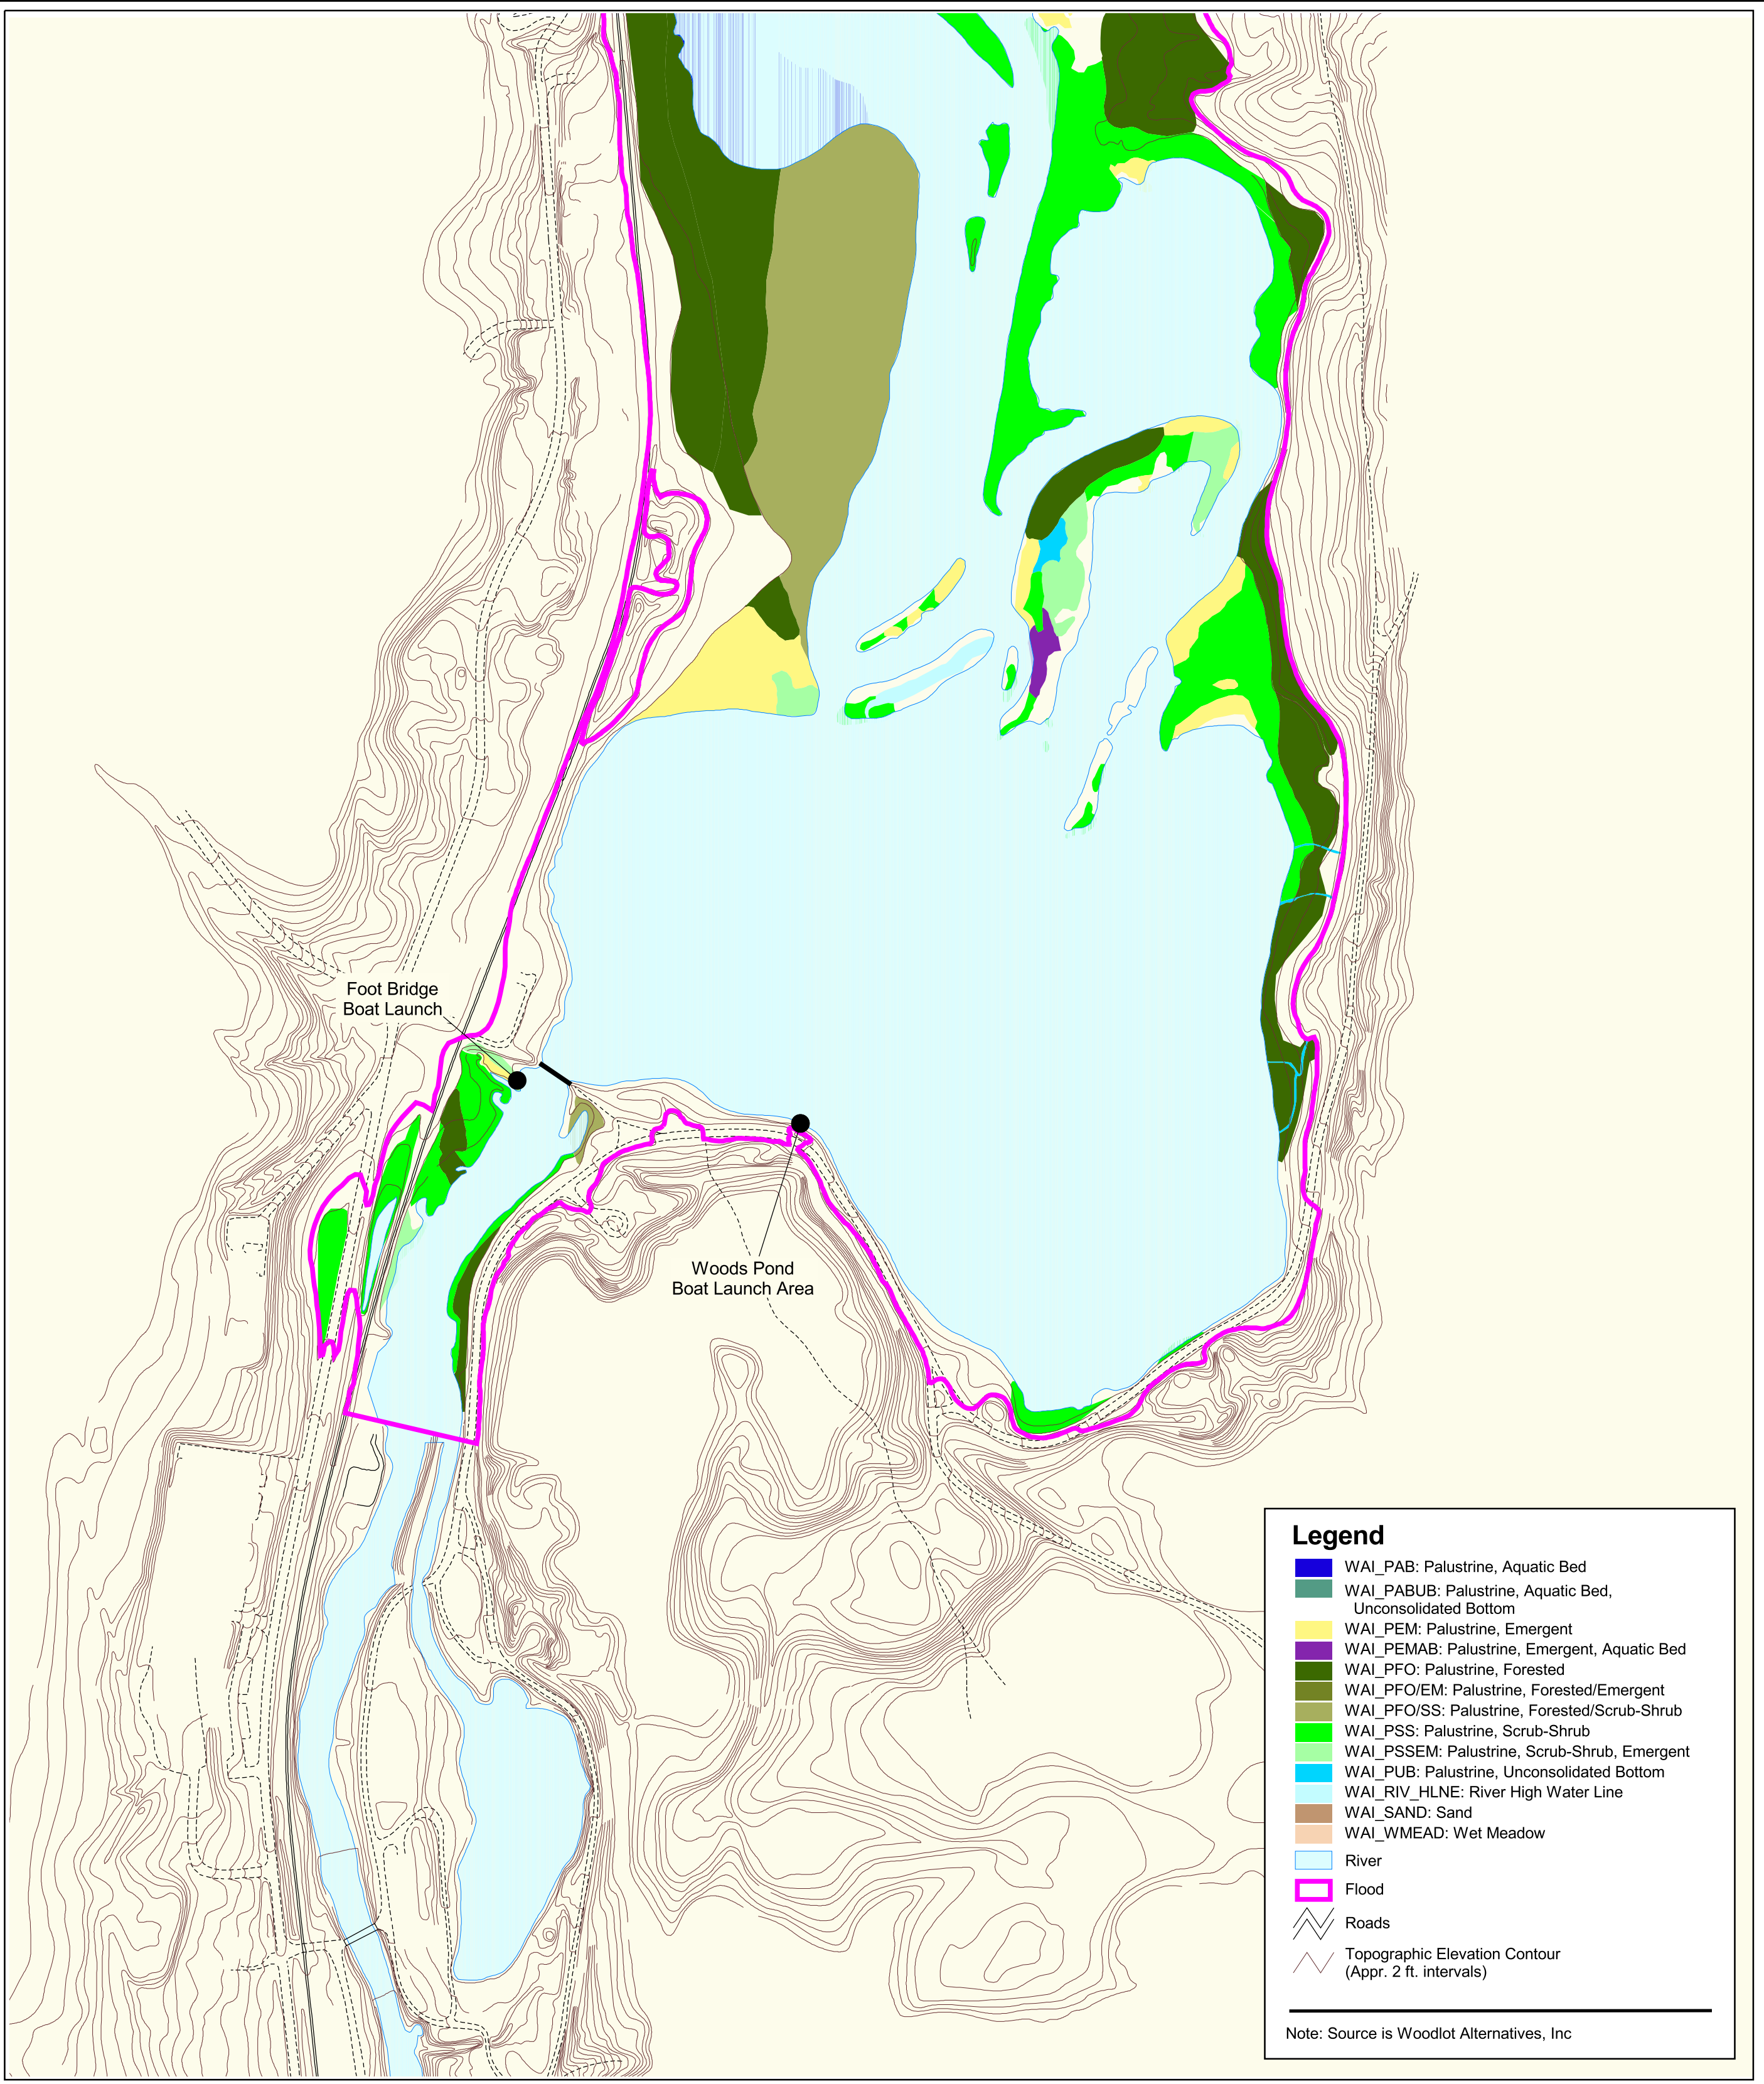 Foot Bridge
Boat Launch
Woods Pond
Boat Launch Area
Legend
WAI_PAB: Palustrine, Aquatic Bed
WAI_PABUB: Palustrine, Aquatic Bed,
Unconsolidated Bottom
WAI_PEM: Palustrine, Emergent
WAI_PEMAB: Palustrine, Emergent, Aquatic Bed
WAI_PFO: Palustrine, Forested
WAI_PFO/EM: Palustrine, Forested/Emergent
WAI_PFO/SS: Palustrine, Forested/Scrub-Shrub
WAI_PSS: Palustrine, Scrub-Shrub
WAI_PSSEM: Palustrine, Scrub-Shrub, Emergent
WAI_PUB: Palustrine, Unconsolidated Bottom
WAI_RIV_HLNE: River High Water Line
WAI_SAND: Sand
WAI_WMEAD: Wet Meadow
River
Flood
Roads
Topographic Elevation Contour
(Appr. 2 ft. intervals)
Note: Source is Woodlot Alternatives, Inc